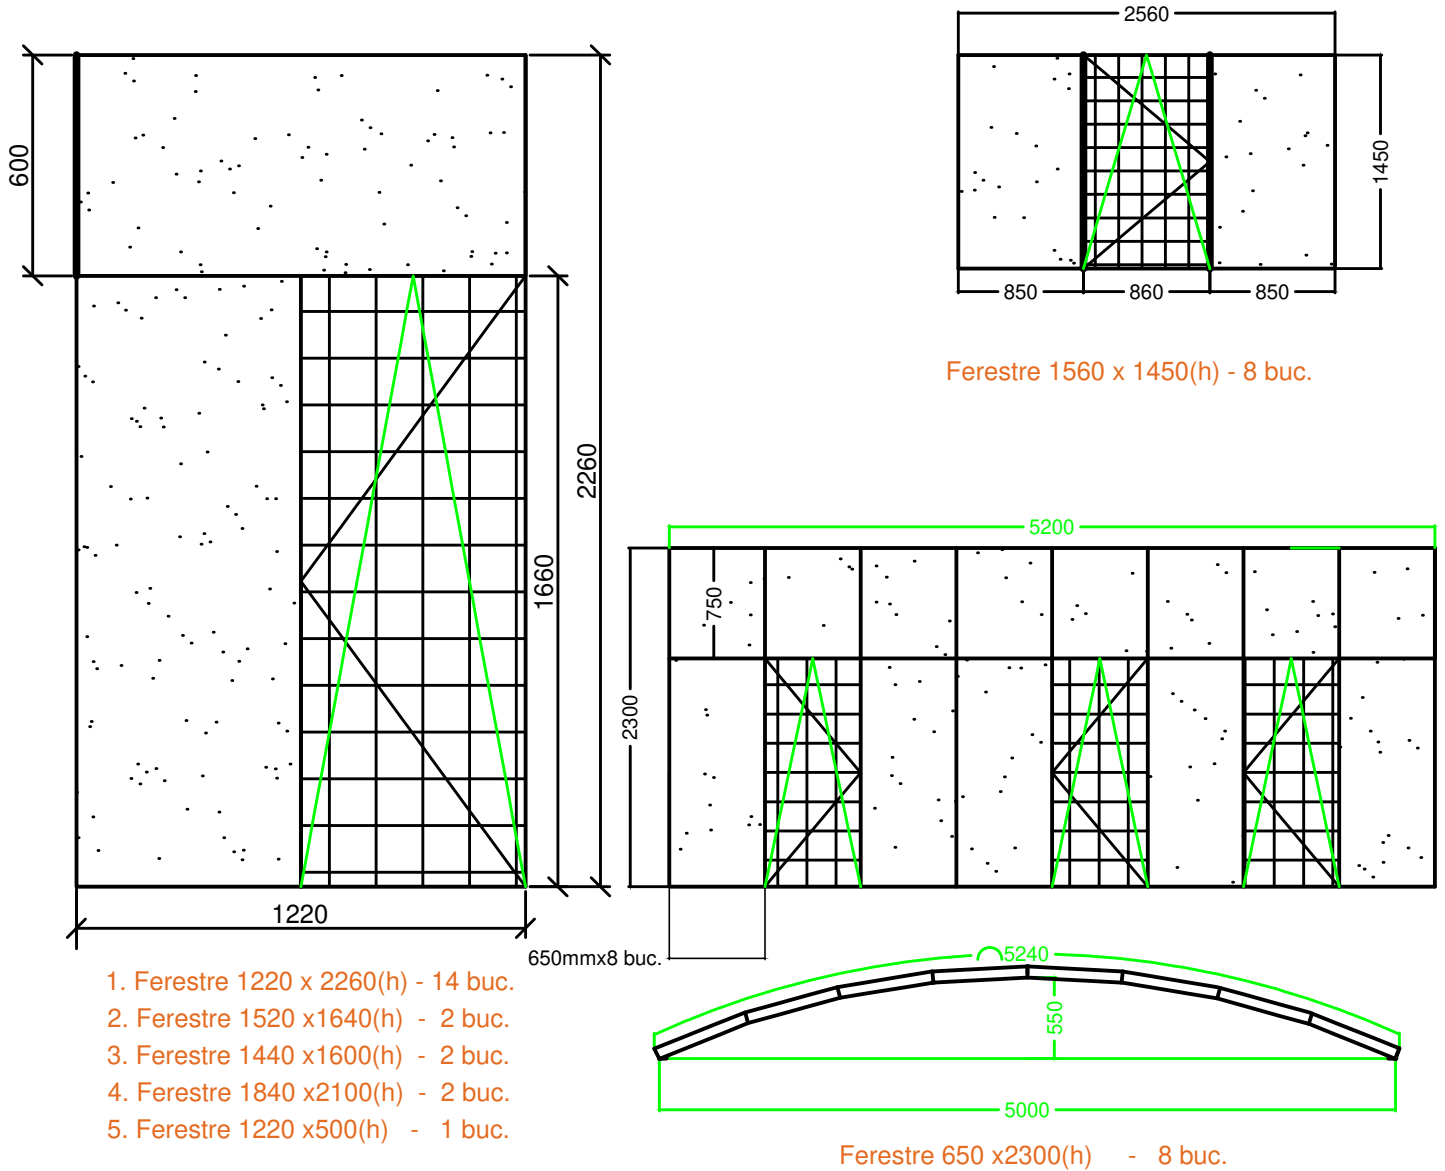 600
2260
1660
1220
1. Ferestre 1220 x 2260(h) - 14 buc.
2. Ferestre 1520 x1640(h) - 2 buc.
3. Ferestre 1440 x1600(h) - 2 buc.
4. Ferestre 1840 x2100(h) - 2 buc.
5. Ferestre 1220 x500(h) - 1 buc.
2560
1450
850 860 850
Ferestre 1560 x 1450(h) - 8 buc.
5200
750
2300
650mmx8 buc.
5240
550
5000
Ferestre 650 x2300(h) - 8 buc.